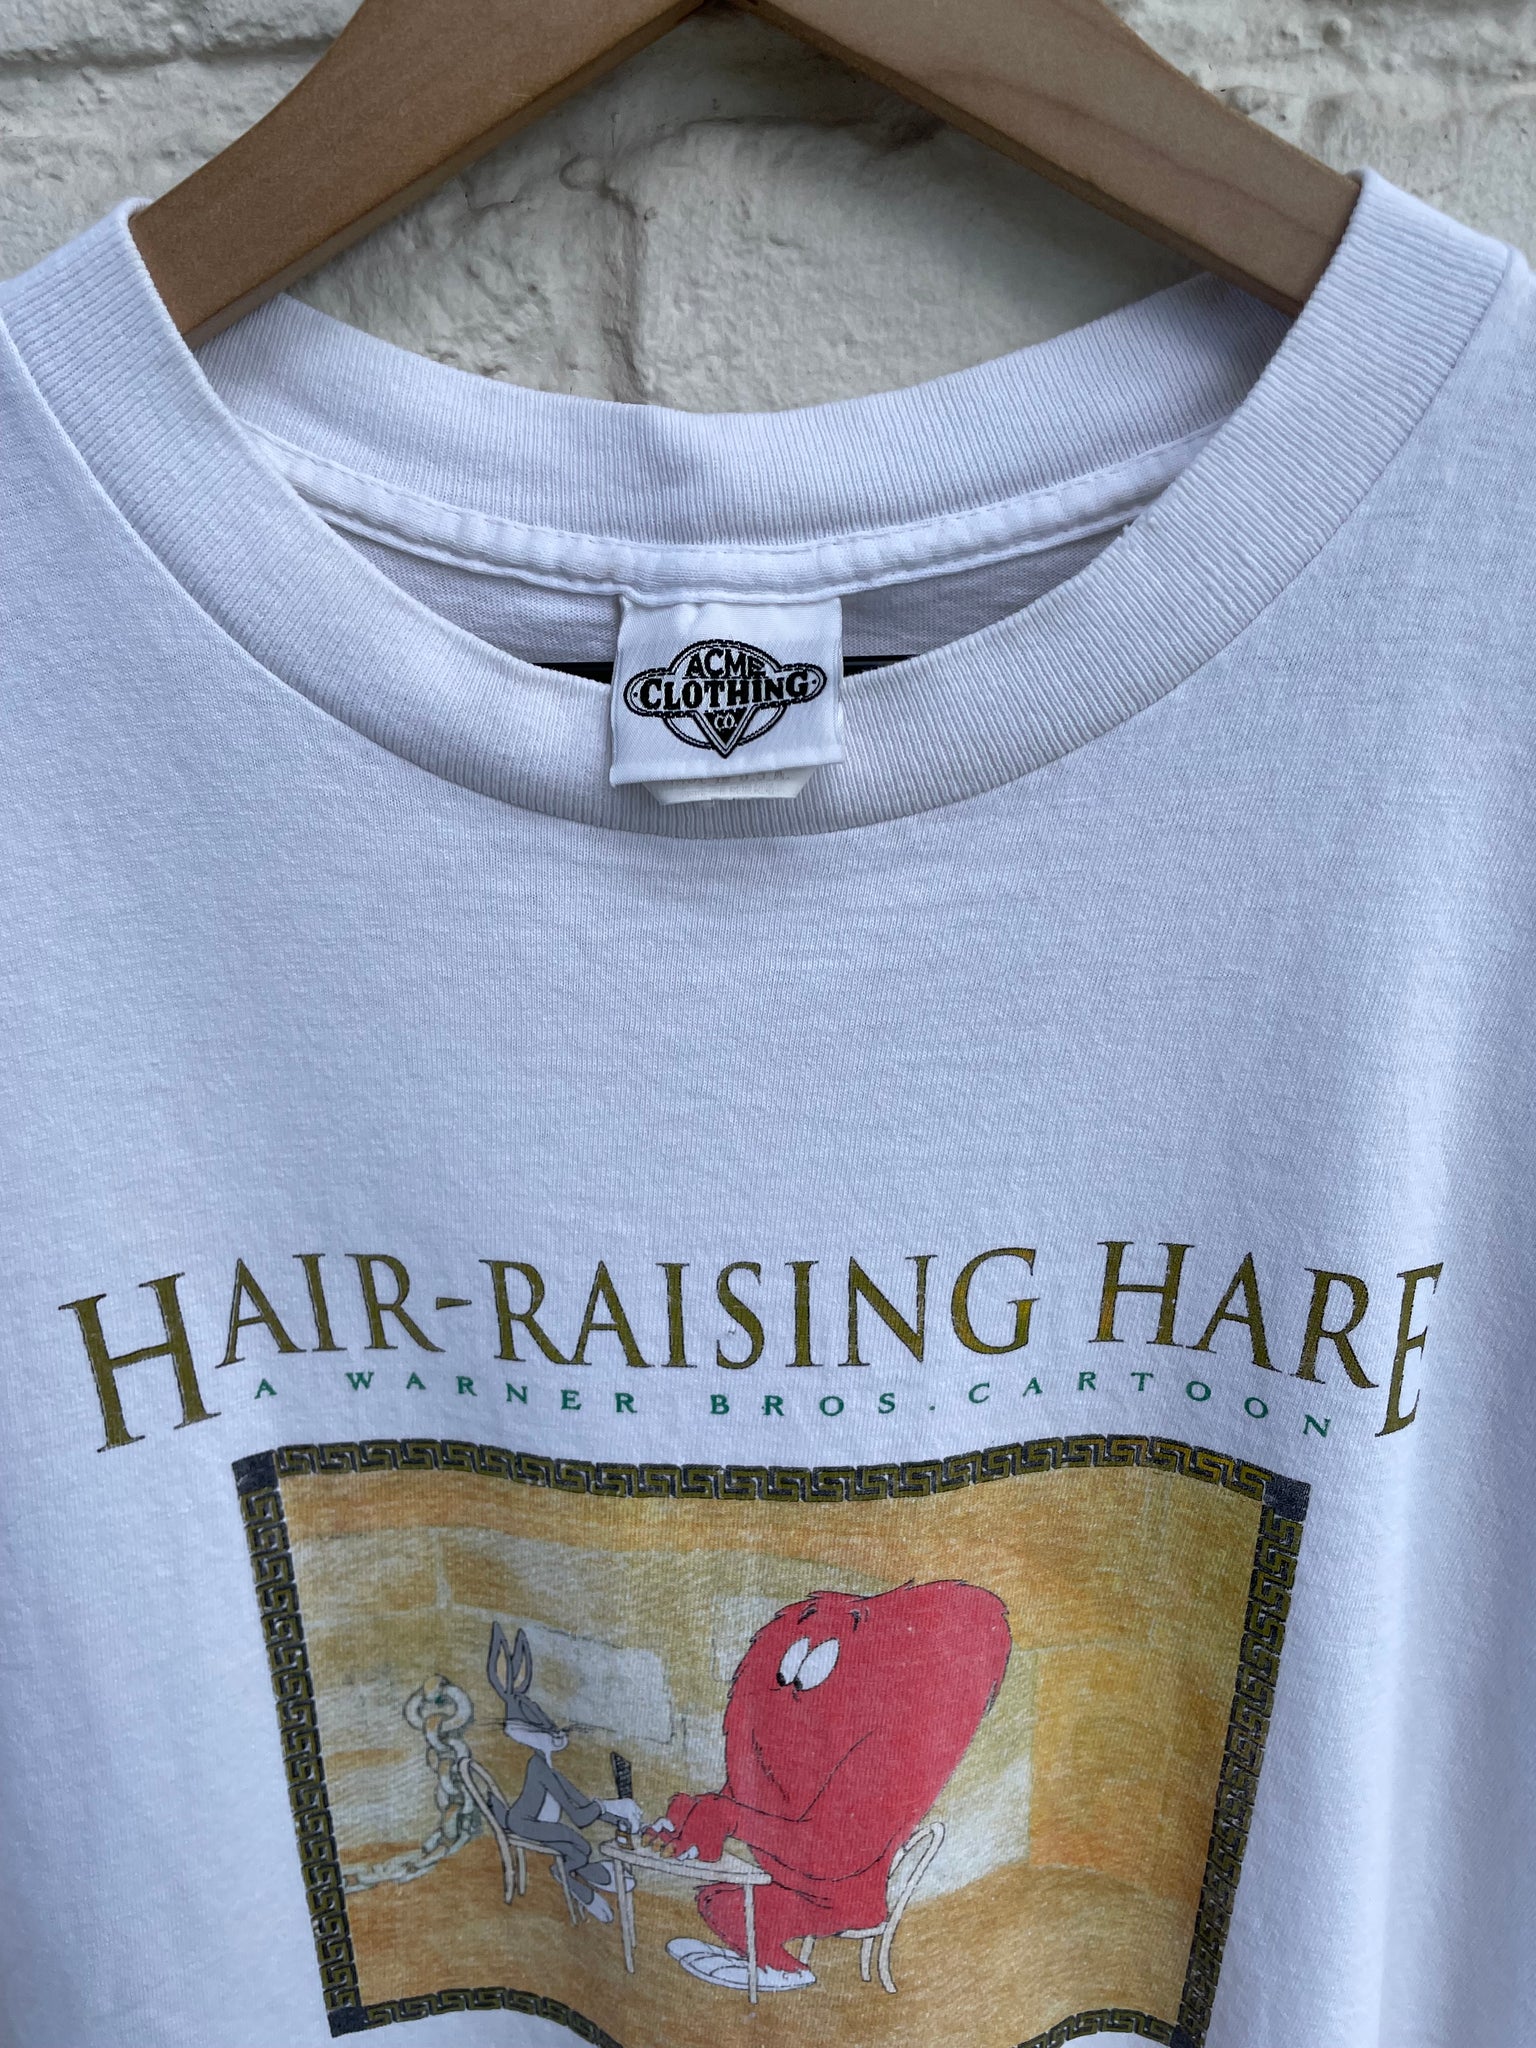 ACME
CLOTHING
CO.
HAIR-RAISING HARE
A WARNER BROS. CARTOON